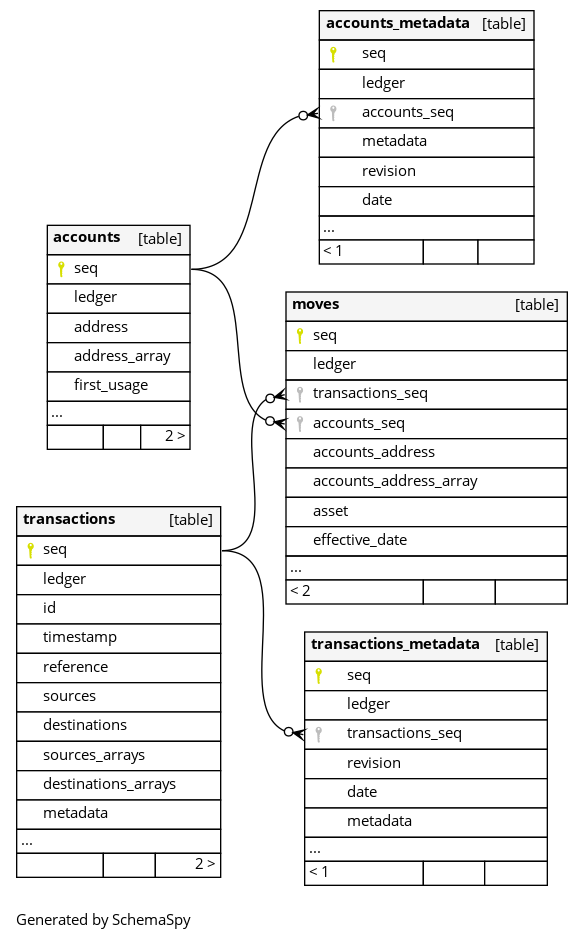 accounts_metadata [table]
seq
ledger
accounts_seq
metadata
revision
date
...
< 1
accounts [table]
seq
ledger
address
address_array
first_usage
...
2 >
moves [table]
seq
ledger
transactions_seq
accounts_seq
accounts_address
accounts_address_array
asset
effective_date
...
< 2
transactions [table]
seq
ledger
id
timestamp
reference
sources
destinations
sources_arrays
destinations_arrays
metadata
...
2 >
transactions_metadata [table]
seq
ledger
transactions_seq
revision
date
metadata
...
< 1
Generated by SchemaSpy